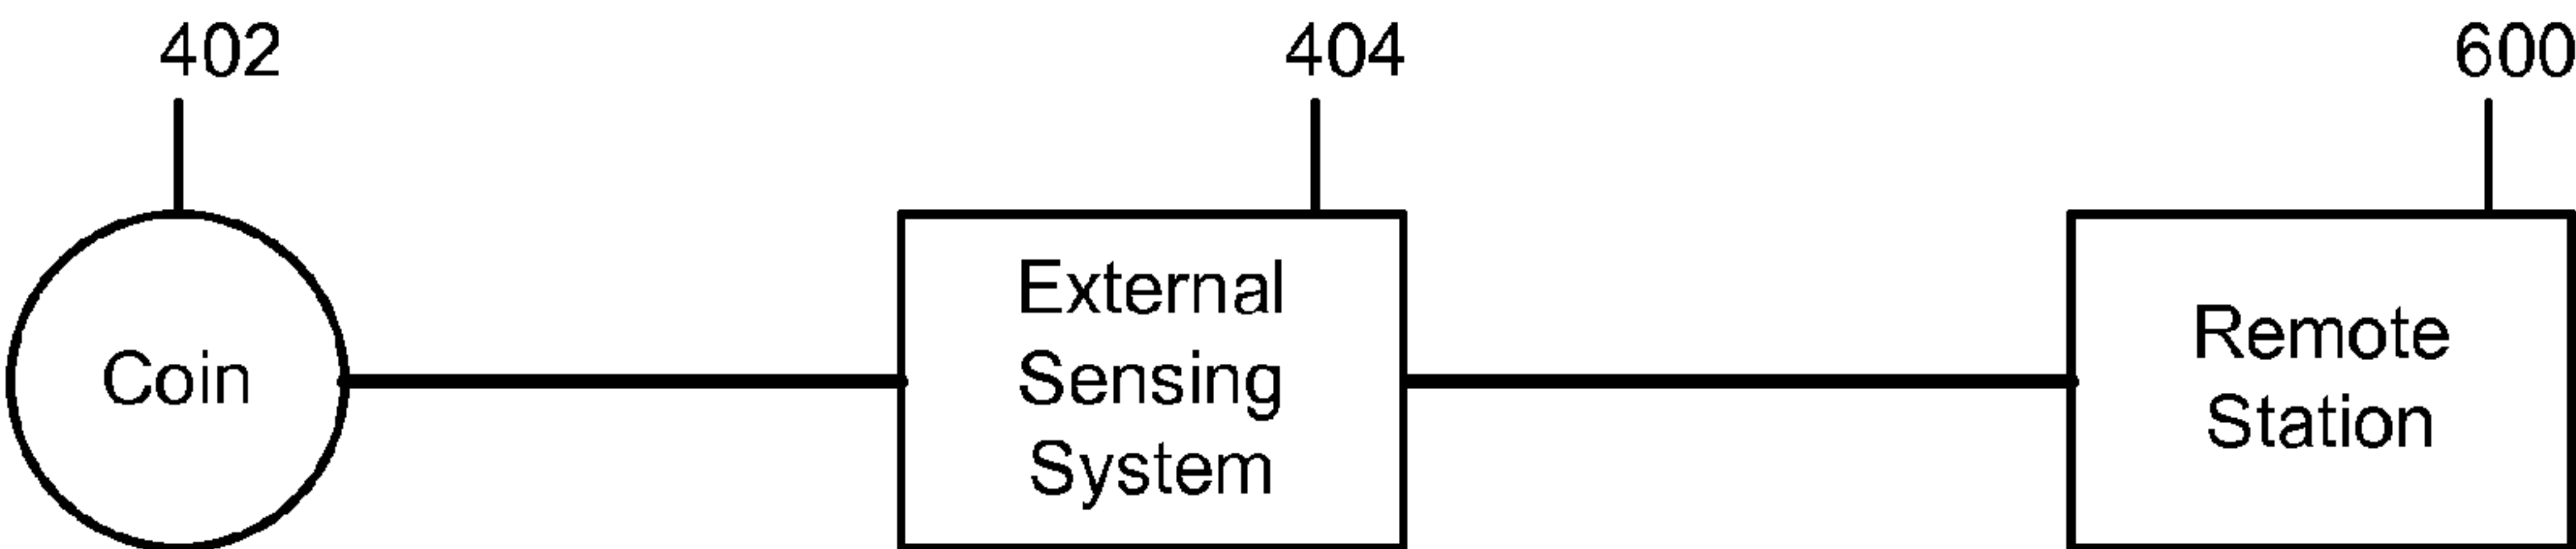 402
404
600
Coin
External
Sensing
System
Remote
Station